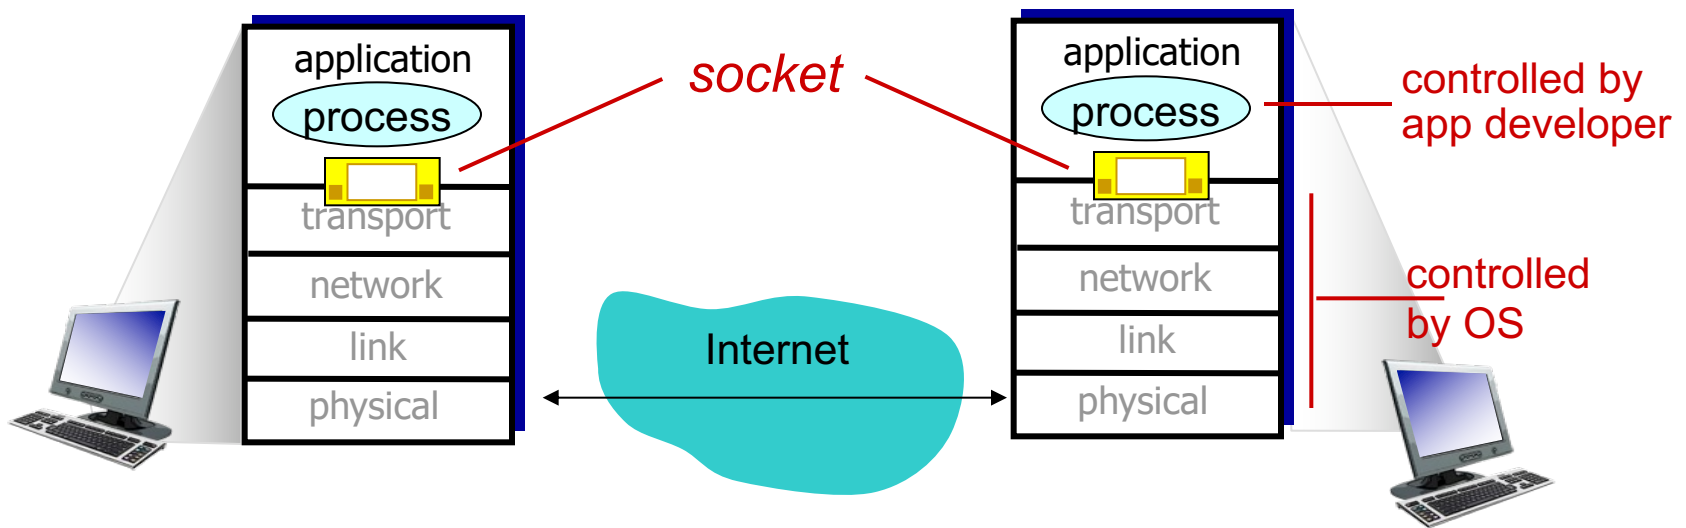 application
process
transport
network
link
physical
socket
Internet
application
process
transport
network
link
physical
controlled by
app developer
controlled
by OS